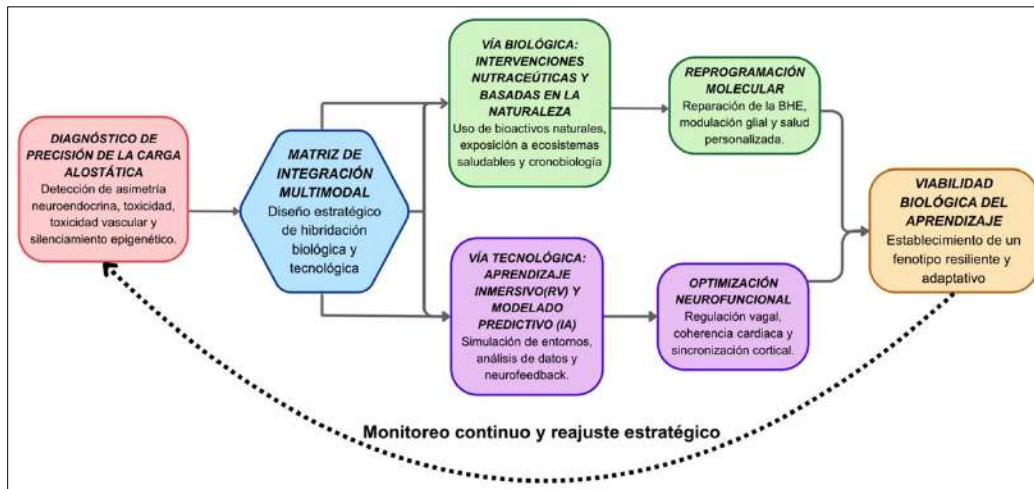 DIAGNÓSTICO DE
PRECISIÓN DE LA CARGA
ALOSTÁTICA
Detección de asimetría
neuroendocrina, toxicidad,
toxicidad vascular y
silenciamiento epigenético.
MATRIZ DE
INTEGRACIÓN
MULTIMODAL
Diseño estratégico
de hibridación
biológica y
tecnológica
VÍA BIOLÓGICA:
INTERVENCIONES
NUTRACEÚTICAS Y
BASADAS EN LA
NATURALEZA
Uso de bioactivos naturales,
exposición a ecosistemas
saludables y cronobiología
REPROGRAMACIÓN
MOLECULAR
Reparación de la BHE,
modulación glial y salud
personalizada.
VÍA TECNOLÓGICA:
APRENDIZAJE
INMERSIVO(RV) Y
MODELADO
PREDICTIVO (IA)
Simulación de entornos,
análisis de datos y
neurofeedback.
OPTIMIZACIÓN
NEUROFUNCIONAL
Regulación vagal,
coherencia cardiaca y
sincronización cortical.
VIABILIDAD
BIOLÓGICA DEL
APRENDIZAJE
Establecimiento de un
fenotipo resiliente y
adaptativo
Monitoreo continuo y reajuste estratégico